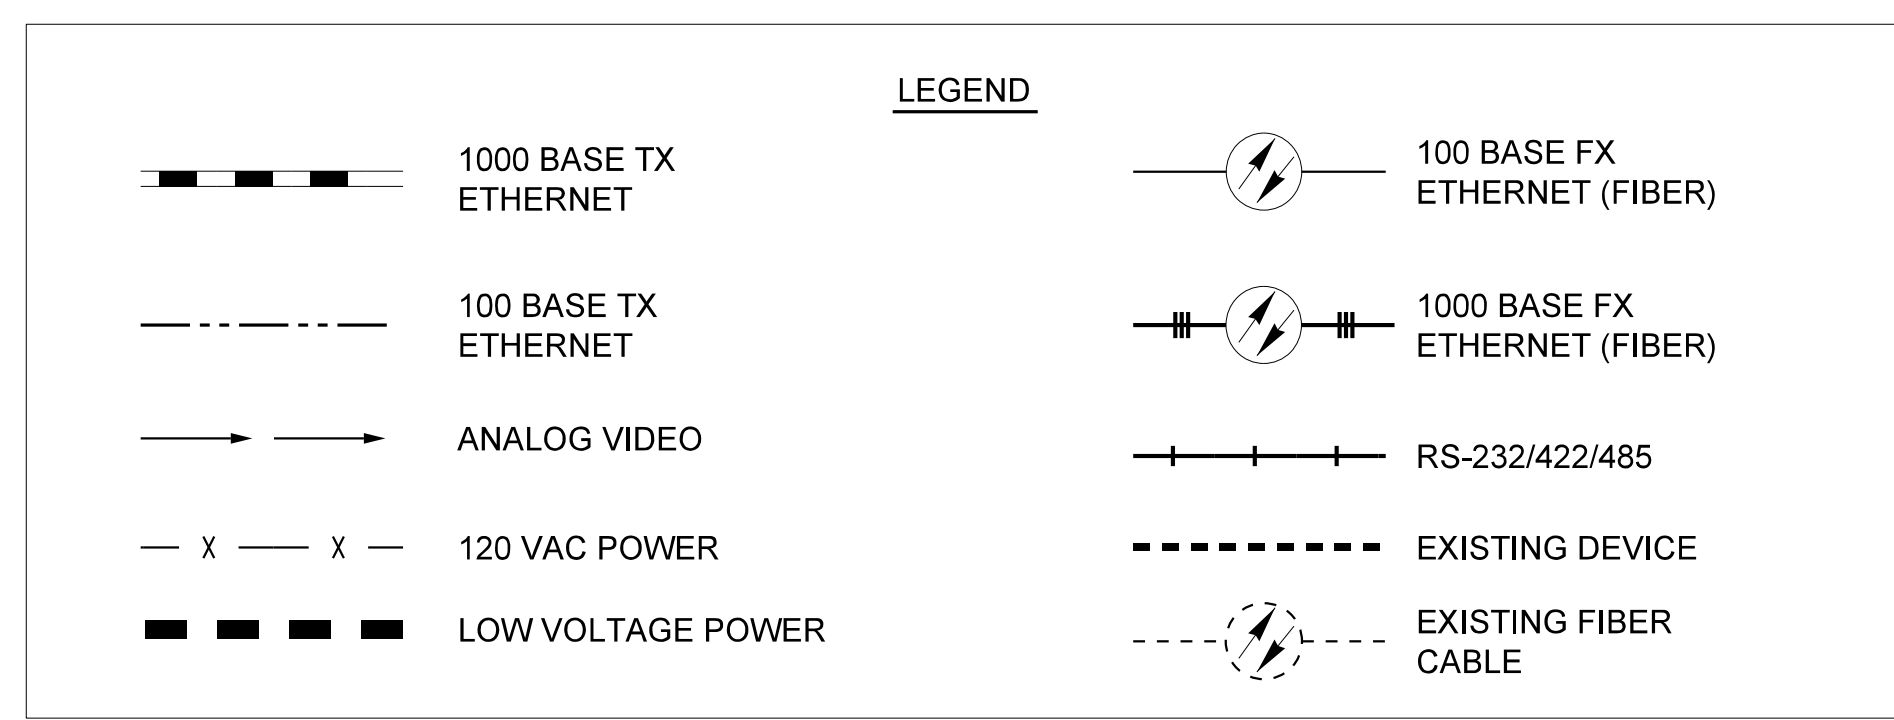 LEGEND
1000 BASE TX
ETHERNET
100 BASE TX
ETHERNET
ANALOG VIDEO
X X
120 VAC POWER
LOW VOLTAGE POWER
100 BASE FX
ETHERNET (FIBER)
1000 BASE FX
ETHERNET (FIBER)
RS-232/422/485
EXISTING DEVICE
EXISTING FIBER
CABLE